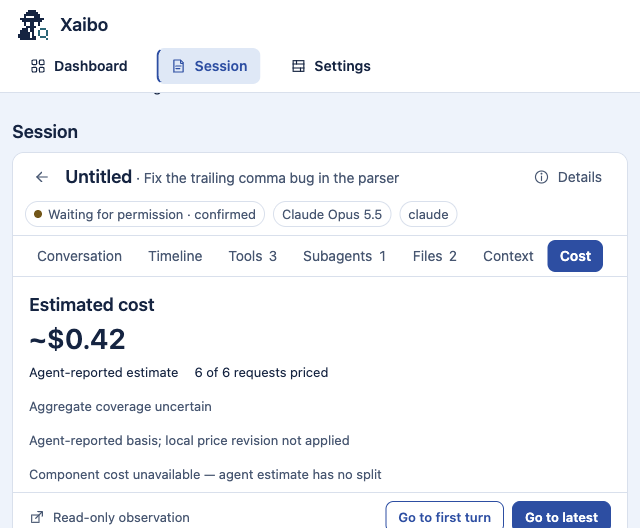 Xaibo
Dashboard Session Settings
Session
Untitled · Fix the trailing comma bug in the parser Details
Waiting for permission · confirmed Claude Opus 5.5 claude
Conversation Timeline Tools 3 Subagents 1 Files 2 Context Cost
Estimated cost
~$0.42
Agent-reported estimate 6 of 6 requests priced
Aggregate coverage uncertain
Agent-reported basis; local price revision not applied
Component cost unavailable — agent estimate has no split
Read-only observation Go to first turn Go to latest